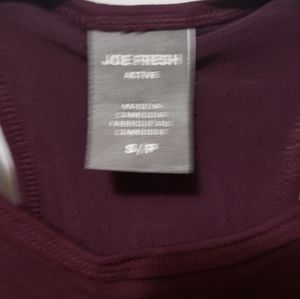 JOE FRESH
ACTIVE
MADE IN
CAMBODIA/
FABRIQUÉ AU
CAMBODGE
S/P